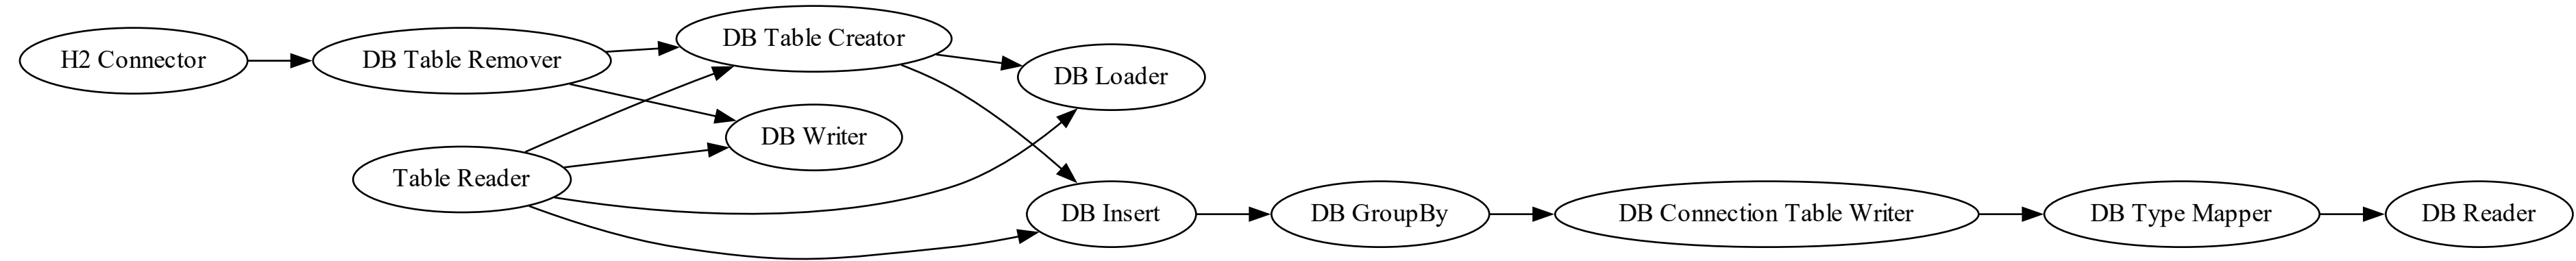 H2 Connector
DB Table Remover
DB Table Creator
DB Loader
DB Writer
Table Reader
DB Insert
DB GroupBy
DB Connection Table Writer
DB Type Mapper
DB Reader